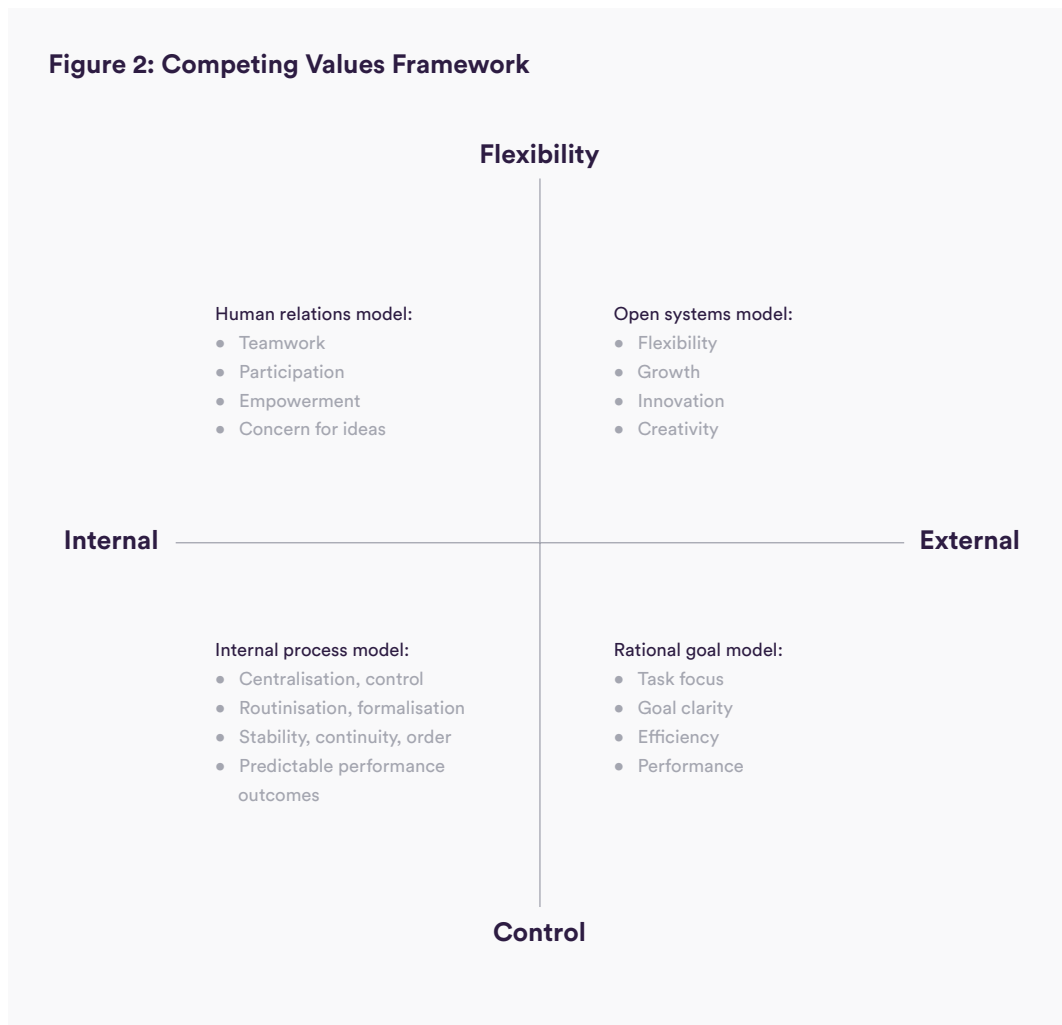 Figure 2: Competing Values Framework
Flexibility
Human relations model:
● Teamwork
● Participation
● Empowerment
● Concern for ideas
Open systems model:
● Flexibility
● Growth
● Innovation
● Creativity
Internal
External
Internal process model:
● Centralisation, control
● Routinisation, formalisation
● Stability, continuity, order
● Predictable performance
outcomes
Rational goal model:
● Task focus
● Goal clarity
● Efficiency
● Performance
Control